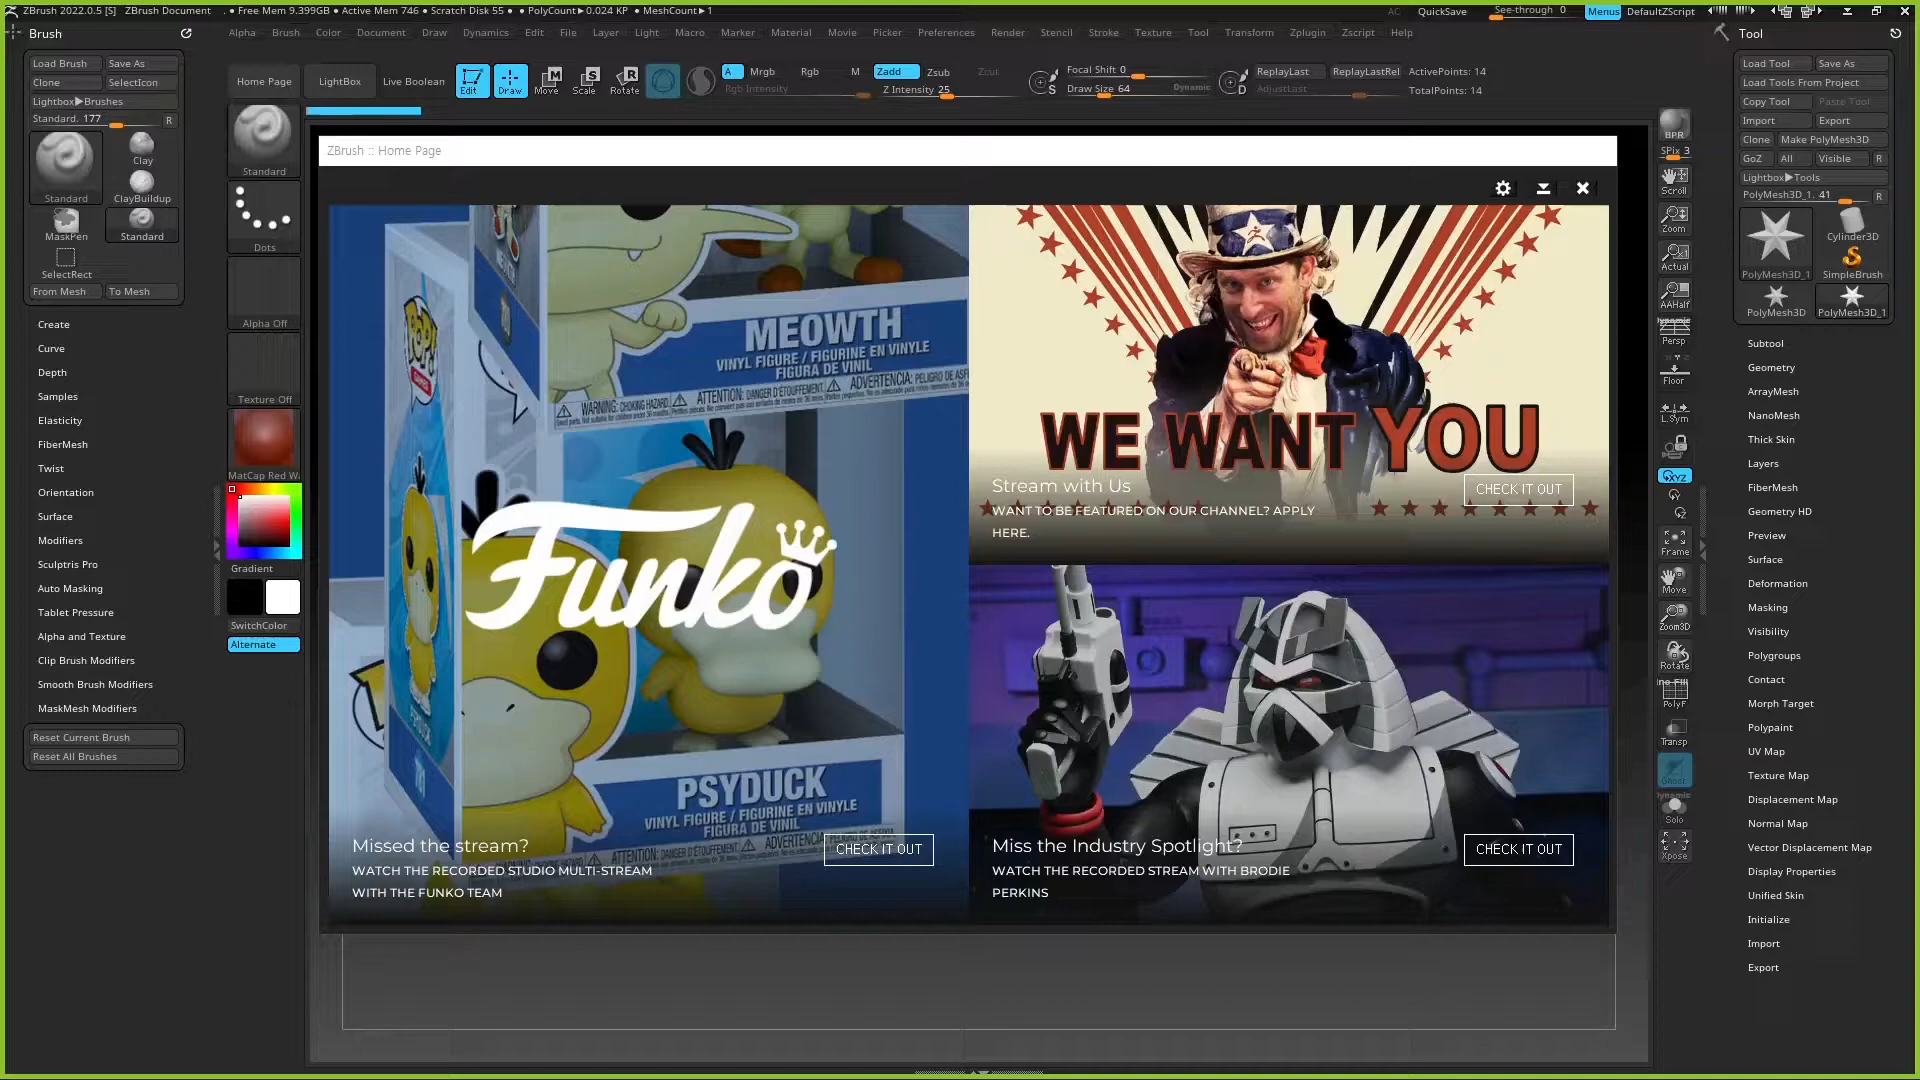 ZBrush 2022.0.5 [S] ZBrush Document . • Free Mem 9.399GB • Active Mem 746 • Scratch Disk 55 • • PolyCount▶0.024 KP • MeshCount▶1
AC QuickSave See-through 0 Menus DefaultZScript
Brush
Alpha Brush Color Document Draw Dynamics Edit File Layer Light Macro Marker Material Movie Picker Preferences Render Stencil Stroke Texture Tool Transform Zplugin Zscript Help
Tool
Load Brush Save As
Clone SelectIcon
Lightbox▶Brushes
Standard. 177 R
Standard
Clay
ClayBuildup
MaskPen
Standard
SelectRect
From Mesh To Mesh
Create
Curve
Depth
Samples
Elasticity
FiberMesh
Twist
Orientation
Surface
Modifiers
Sculptris Pro
Auto Masking
Tablet Pressure
Alpha and Texture
Clip Brush Modifiers
Smooth Brush Modifiers
MaskMesh Modifiers
Reset Current Brush
Reset All Brushes
Home Page LightBox Live Boolean
Edit Draw Move Scale Rotate
A Mrgb Rgb M
Rgb Intensity
Zadd Zsub Zcut
Z Intensity 25
S
Focal Shift 0
Draw Size 64 Dynamic
D
ReplayLast ReplayLastRel
AdjustLast
ActivePoints: 14
TotalPoints: 14
Standard
Dots
Alpha Off
Texture Off
MatCap Red Wa
Gradient
SwitchColor
Alternate
ZBrush :: Home Page
POP!
GAMES
MEOWTH
VINYL FIGURE / FIGURINE EN VINYLE
FIGURA DE VINIL
WARNING: CHOKING HAZARD.
ATTENTION: DANGER D'ÉTOUFFEMENT
ADVERTENCIA:
Funko
PSYDUCK
VINYL FIGURE / FIGURINE EN VINYLE
FIGURA DE VINIL
Missed the stream?
CHECK IT OUT
WATCH THE RECORDED STUDIO MULTI-STREAM
WITH THE FUNKO TEAM
WE WANT YOU
Stream with Us
CHECK IT OUT
WANT TO BE FEATURED ON OUR CHANNEL? APPLY
HERE.
Miss the Industry Spotlight?
CHECK IT OUT
WATCH THE RECORDED STREAM WITH BRODIE
PERKINS
BPR
SPix 3
Scroll
Zoom
Actual
AAHalf
Dynamic
Persp
Floor
L.Sym
XYZ
Y
Z
Frame
Move
Zoom3D
Rotate
PolyF
Transp
Ghost
Dynamic
Solo
Xpose
Load Tool Save As
Load Tools From Project
Copy Tool Paste Tool
Import Export
Clone Make PolyMesh3D
GoZ All Visible R
Lightbox▶Tools
PolyMesh3D_1. 41 R
PolyMesh3D_1
Cylinder3D
SimpleBrush
PolyMesh3D
PolyMesh3D_1
Subtool
Geometry
ArrayMesh
NanoMesh
Thick Skin
Layers
FiberMesh
Geometry HD
Preview
Surface
Deformation
Masking
Visibility
Polygroups
Contact
Morph Target
Polypaint
UV Map
Texture Map
Displacement Map
Normal Map
Vector Displacement Map
Display Properties
Unified Skin
Initialize
Import
Export